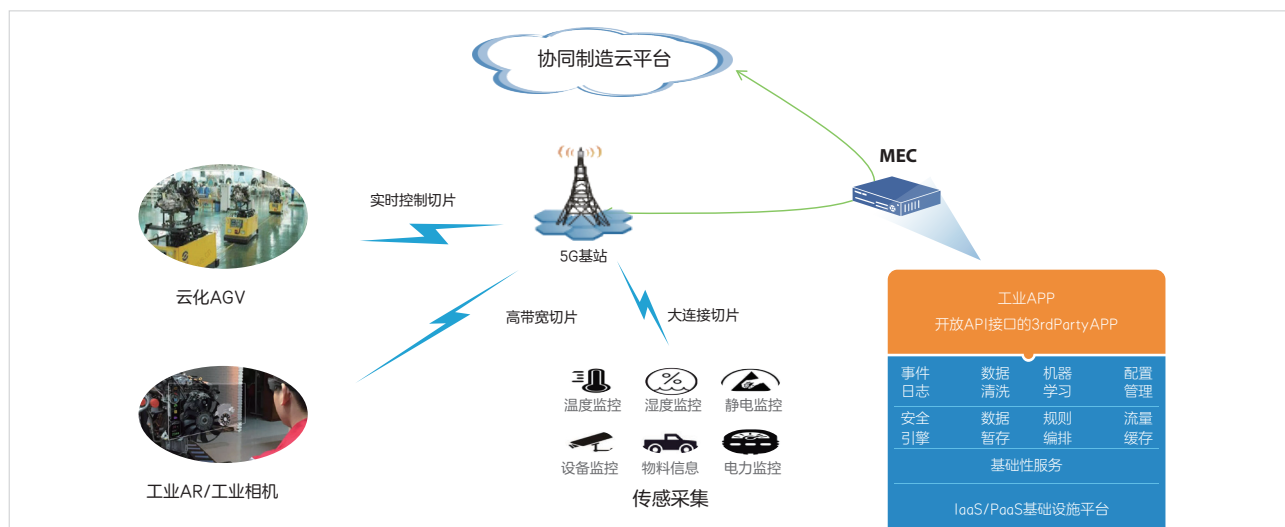 协同制造云平台
MEC
实时控制切片
5G基站
云化AGV
高带宽切片
大连接切片
工业APP
开放API接口的3rdPartyAPP
事件 数据 机器 配置
日志 清洗 学习 管理
温度监控 湿度监控 静电监控
安全 数据 规则 流量
引擎 暂存 编排 缓存
基础性服务
设备监控 物料信息 电力监控
工业AR/工业相机
传感采集
IaaS/PaaS基础设施平台